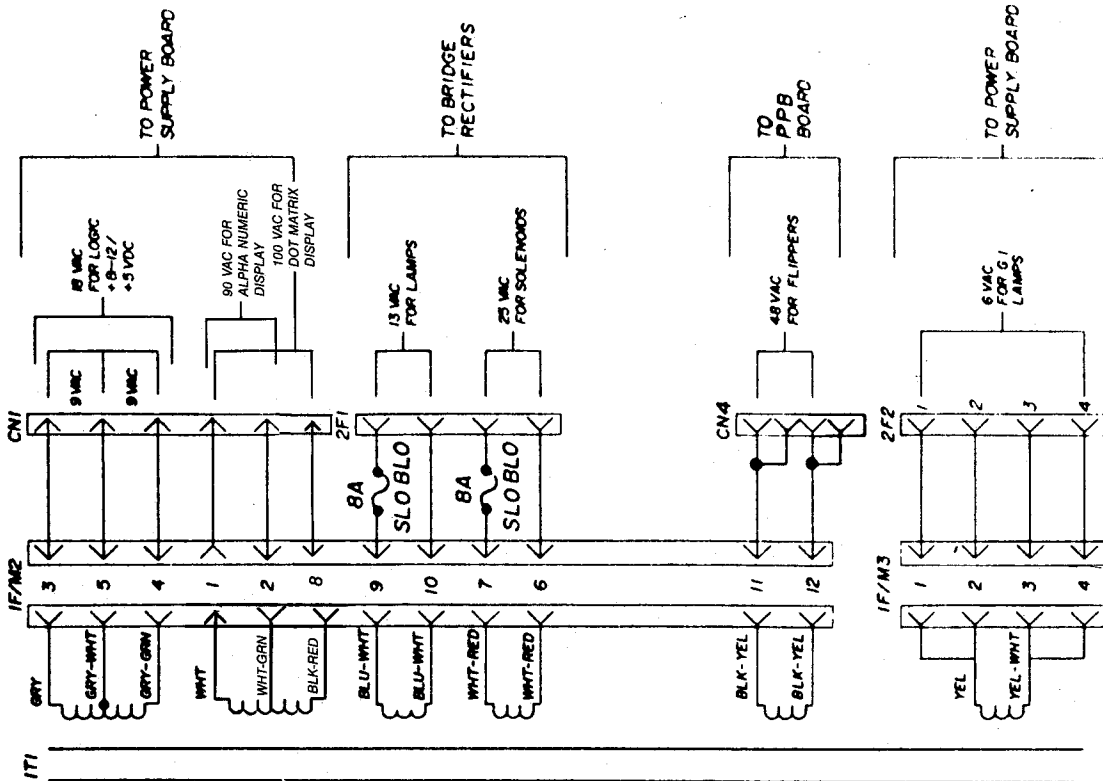 TO POWER
SUPPLY BOARD
TO BRIDGE
RECTIFIERS
TO
PPB
BOARD
TO POWER
SUPPLY BOARD
18 VAC
FOR LOGIC
+8-12/
+5 VDC
90 VAC FOR
ALPHA NUMERIC
DISPLAY
100 VAC FOR
DOT MATRIX
DISPLAY
13 VAC
FOR LAMPS
25 VAC
FOR SOLENOIDS
48 VAC
FOR FLIPPERS
6 VAC
FOR G I
LAMPS
9 VAC
9 VAC
CN1
2F1
CN4
2F2
1
2
3
4
8A
SLO BLO
8A
SLO BLO
1F/M2
3
5
4
1
2
8
9
10
7
6
11
12
1F/M3
1
2
3
4
GRY
GRY-WHT
GRY-GRN
WHT
WHT-GRN
BLK-RED
BLU-WHT
BLU-WHT
WHT-RED
WHT-RED
BLK-YEL
BLK-YEL
YEL
YEL-WHT
1T1